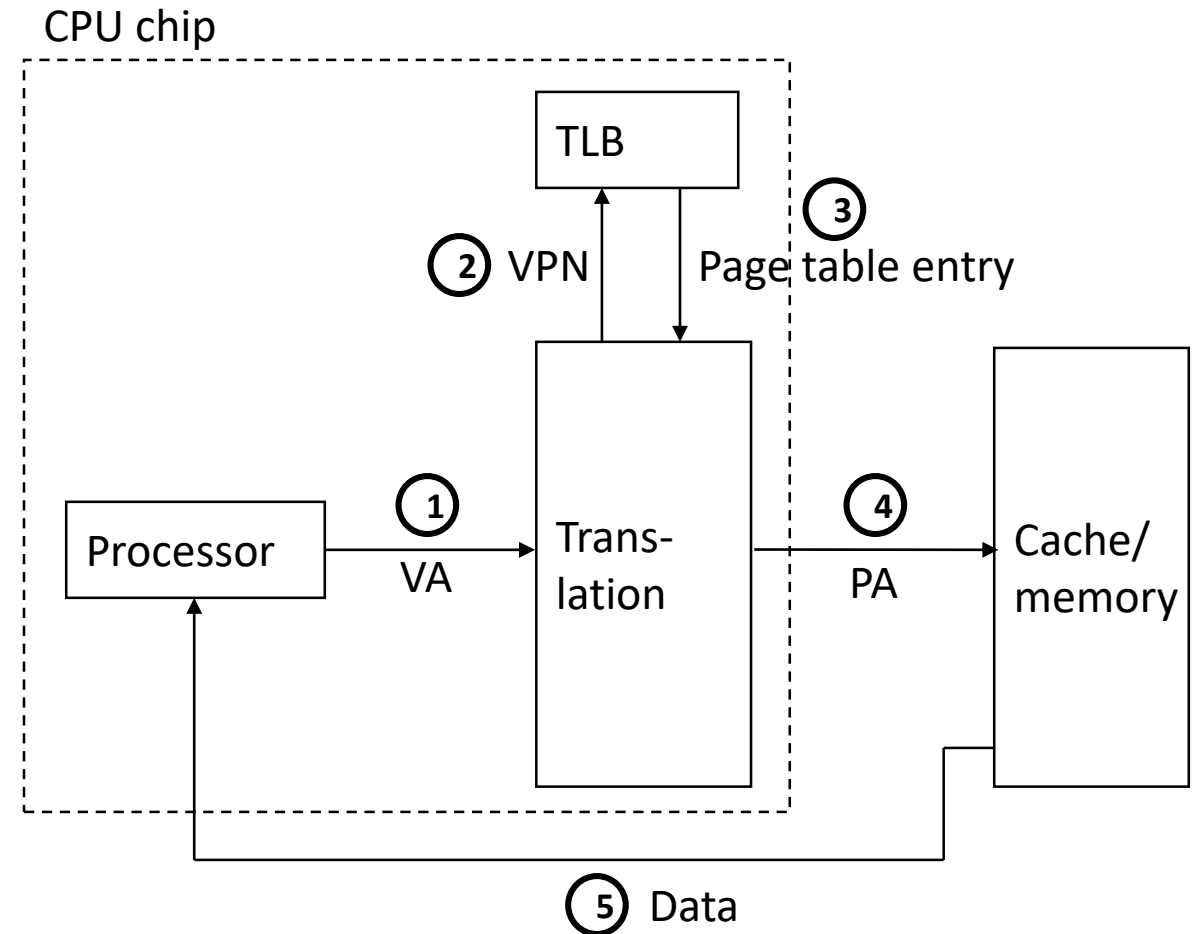 CPU chip
TLB
3
2 VPN
Page table entry
1
4
Processor
VA
Trans-
lation
PA
Cache/
memory
5 Data